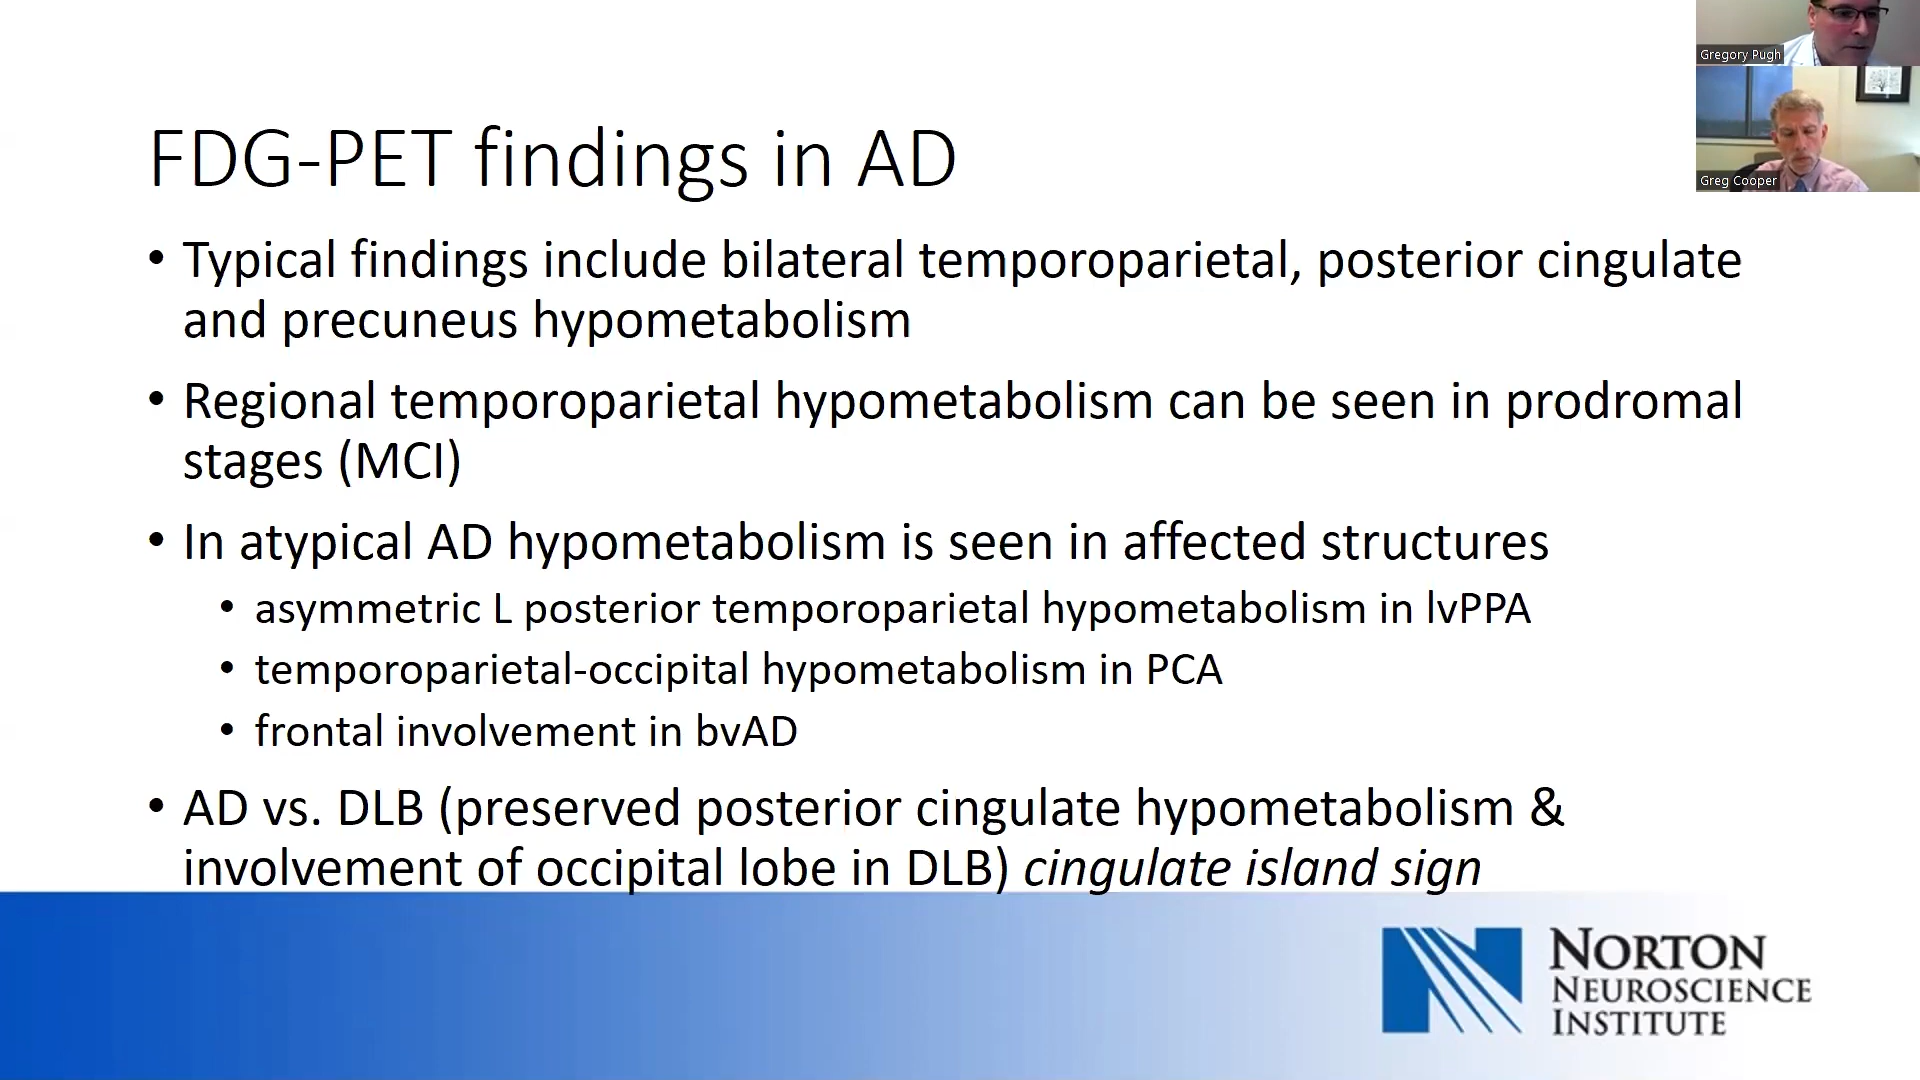 Gregory Pugh
Greg Cooper
FDG-PET findings in AD
• Typical findings include bilateral temporoparietal, posterior cingulate
and precuneus hypometabolism
• Regional temporoparietal hypometabolism can be seen in prodromal
stages (MCI)
• In atypical AD hypometabolism is seen in affected structures
• asymmetric L posterior temporoparietal hypometabolism in lvPPA
• temporoparietal-occipital hypometabolism in PCA
• frontal involvement in bvAD
• AD vs. DLB (preserved posterior cingulate hypometabolism &
involvement of occipital lobe in DLB) cingulate island sign
NORTON
NEUROSCIENCE
INSTITUTE